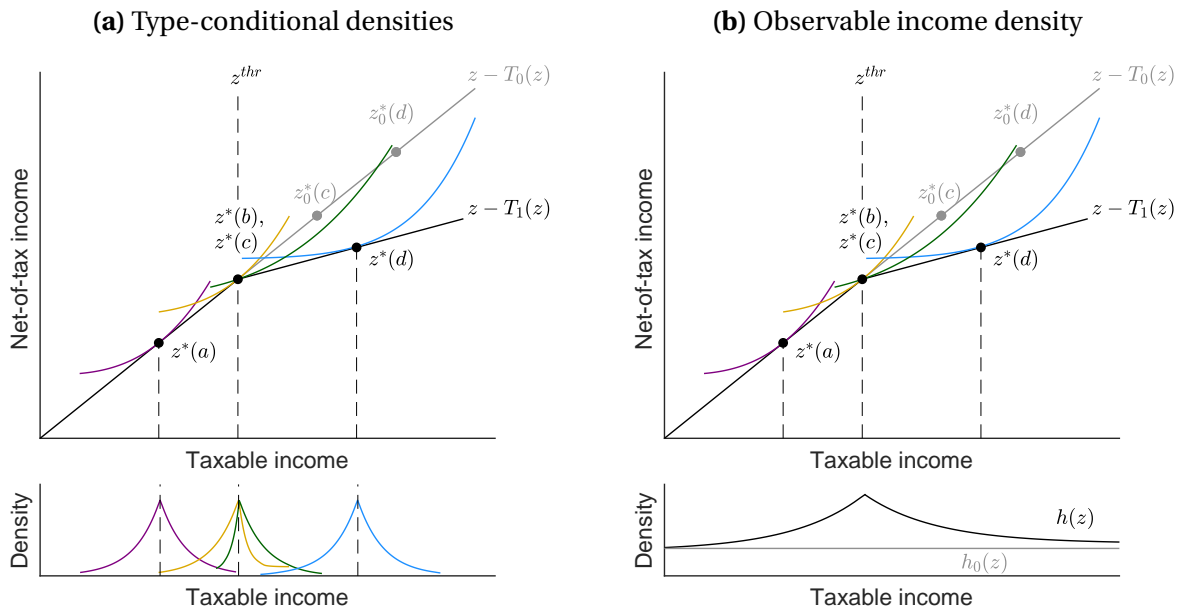 (a) Type-conditional densities
z^{thr}
z − T_0(z)
z_0^*(d)
z_0^*(c)
z^*(b),
z^*(c)
z − T_1(z)
z^*(d)
z^*(a)
Net-of-tax income
Taxable income
Density
Taxable income
(b) Observable income density
z^{thr}
z − T_0(z)
z_0^*(d)
z_0^*(c)
z^*(b),
z^*(c)
z − T_1(z)
z^*(d)
z^*(a)
Net-of-tax income
Taxable income
h(z)
h_0(z)
Density
Taxable income